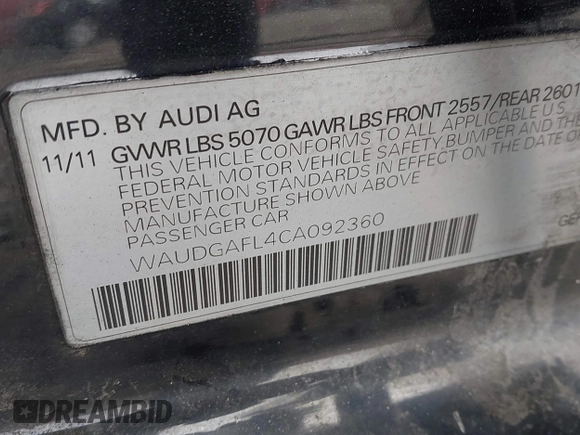 MFD. BY AUDI AG
11/11 GVWR LBS 5070 GAWR LBS FRONT 2557/REAR 2601
THIS VEHICLE CONFORMS TO ALL APPLICABLE U.S.
FEDERAL MOTOR VEHICLE SAFETY,BUMPER AND THE
PREVENTION STANDARDS IN EFFECT ON THE DATE OF
MANUFACTURE SHOWN ABOVE
PASSENGER CAR
WAUDGAFL4CA092360
DREAMBID